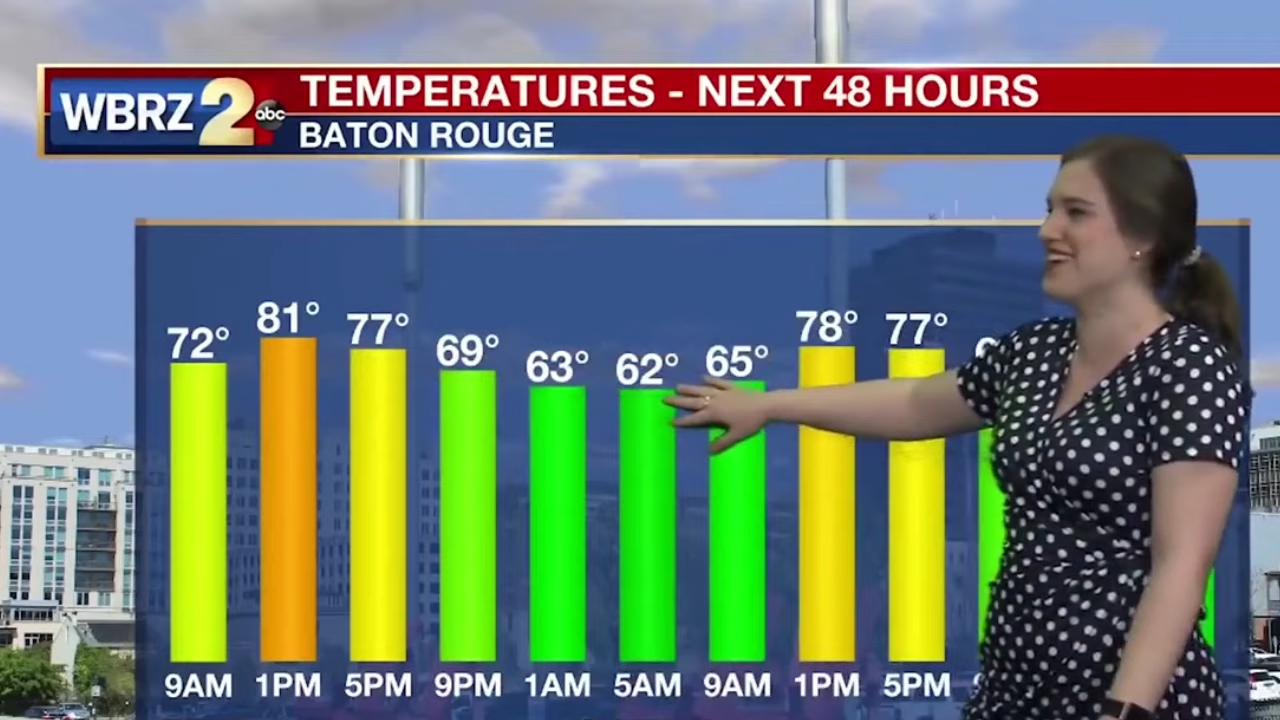 WBRZ 2 abc
TEMPERATURES - NEXT 48 HOURS
BATON ROUGE
72° 81° 77° 69° 63° 62° 65° 78° 77°
9AM 1PM 5PM 9PM 1AM 5AM 9AM 1PM 5PM